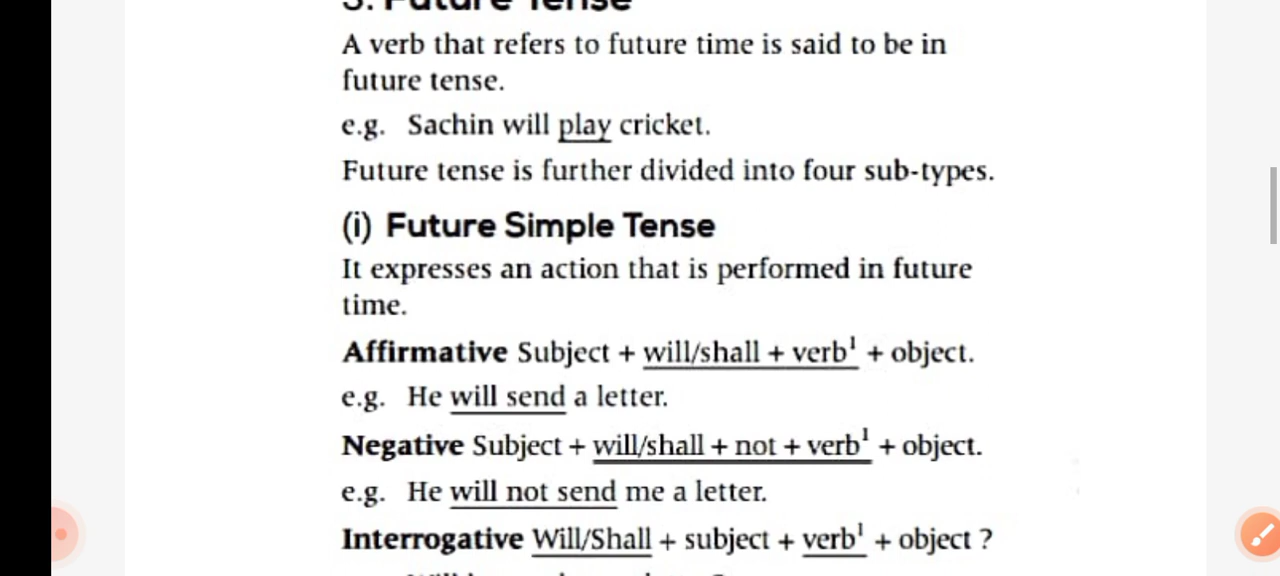 3. Future Tense
A verb that refers to future time is said to be in
future tense.
e.g. Sachin will play cricket.
Future tense is further divided into four sub-types.
(i) Future Simple Tense
It expresses an action that is performed in future
time.
Affirmative Subject + will/shall + verb¹ + object.
e.g. He will send a letter.
Negative Subject + will/shall + not + verb¹ + object.
e.g. He will not send me a letter.
Interrogative Will/Shall + subject + verb¹ + object ?